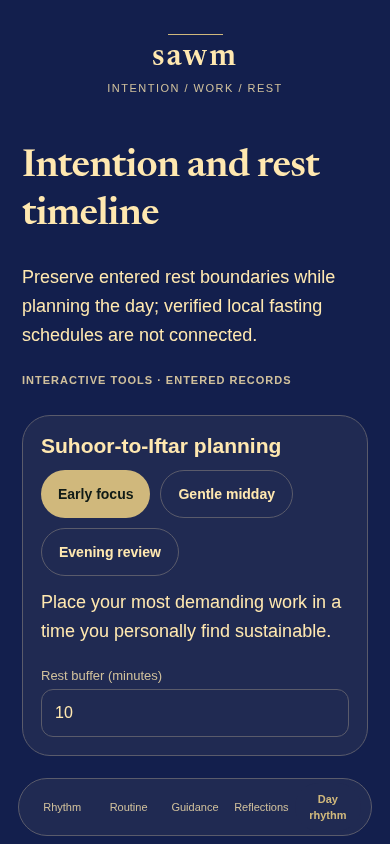 sawm
INTENTION / WORK / REST
Intention and rest
timeline
Preserve entered rest boundaries while
planning the day; verified local fasting
schedules are not connected.
INTERACTIVE TOOLS · ENTERED RECORDS
Suhoor-to-Iftar planning
Early focus
Gentle midday
Evening review
Place your most demanding work in a
time you personally find sustainable.
Rest buffer (minutes)
10
Rhythm
Routine
Guidance
Reflections
Day
rhythm